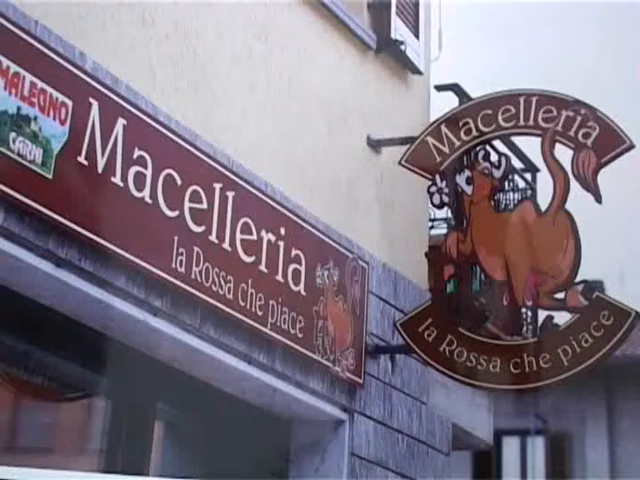 MALEGNO
CARNI
Macelleria
la Rossa che piace
Macelleria
la Rossa che piace